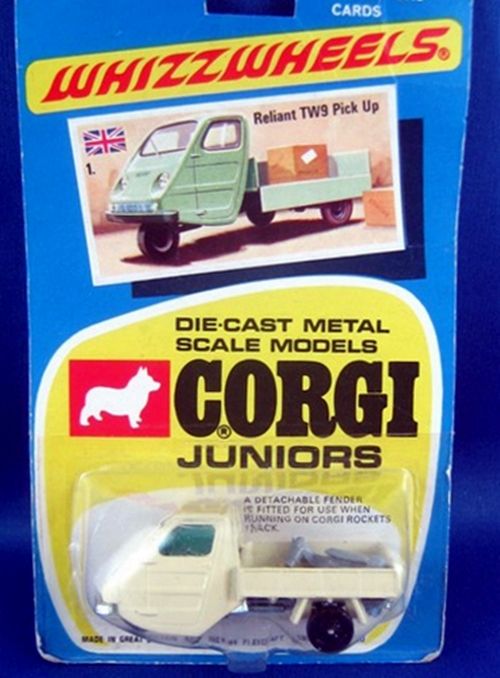 CARDS
WHIZZWHEELS®
Reliant TW9 Pick Up
1.
DIE-CAST METAL
SCALE MODELS
CORGI®
JUNIORS
A DETACHABLE FENDER
IS FITTED FOR USE WHEN
RUNNING ON CORGI ROCKETS
TRACK.
MADE IN GREAT